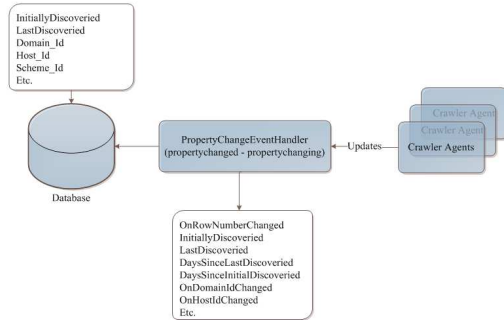 InitiallyDiscoveried
LastDiscoveried
Domain_Id
Host_Id
Scheme_Id
Etc.
Database
PropertyChangeEventHandler
(propertychanged - propertychanging)
Updates
Crawler Agent
Crawler Agent
Crawler Agents
OnRowNumberChanged
InitiallyDiscoveried
LastDiscoveried
DaysSinceLastDiscoveried
DaysSinceInitialDiscoveried
OnDomainIdChanged
OnHostIdChanged
Etc.